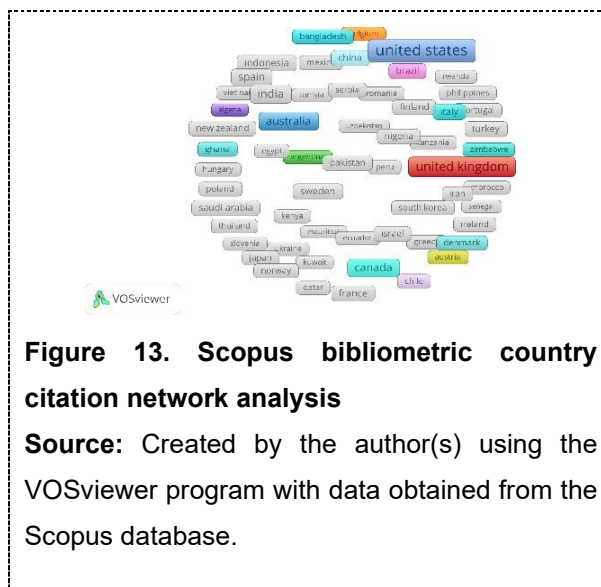 bangladesh belgium
united states
china
indonesia mexico
brazil
spain
rwanda
viet nam india tunisia serbia romania philippines
algeria finland italy portugal
australia
new zealand uzbekistan nigeria turkey
tanzania
ghana egypt argentina pakistan zimbabwe
hungary peru united kingdom
poland sweden iran morocco
saudi arabia kenya south korea senegal
thailand mauritius ecuador israel ireland
slovenia ukraine greece denmark
japan kuwait austria
norway canada
qatar france chile
VOSviewer
Figure 13. Scopus bibliometric country
citation network analysis
Source: Created by the author(s) using the
VOSviewer program with data obtained from the
Scopus database.